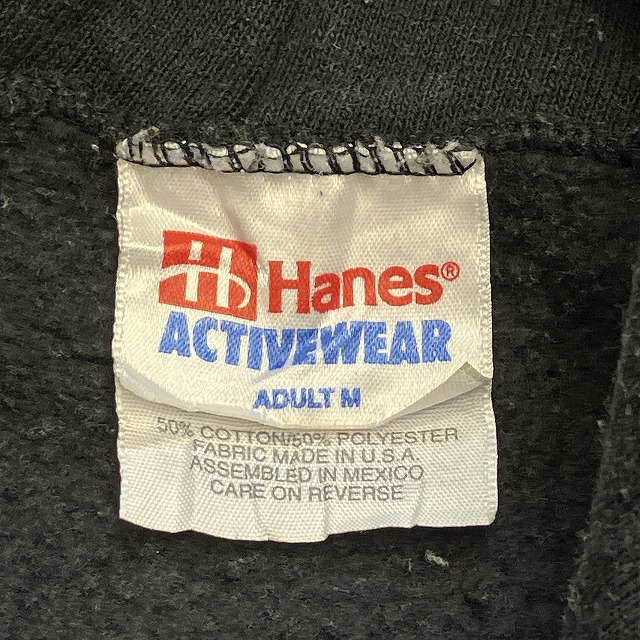 Hanes®
ACTIVEWEAR
ADULT M
50% COTTON/50% POLYESTER
FABRIC MADE IN U.S.A.
ASSEMBLED IN MEXICO
CARE ON REVERSE